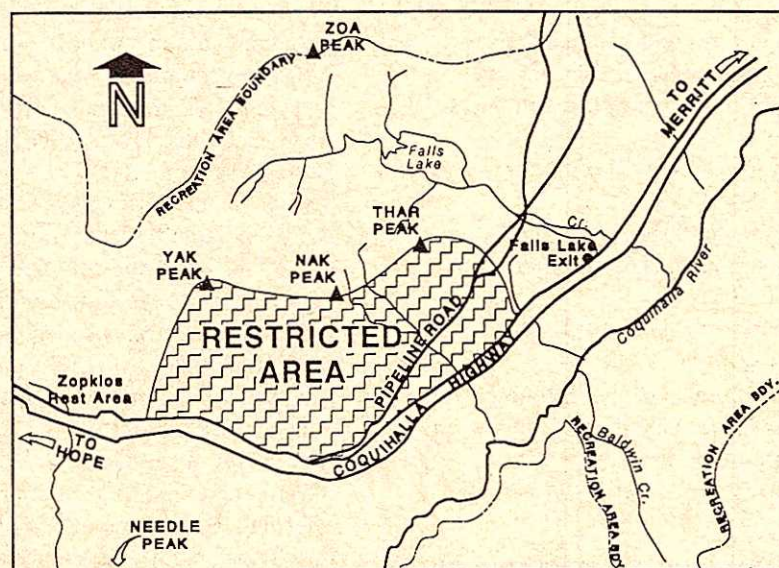 ZOA
PEAK
N
RECREATION AREA BOUNDARY
TO
MERRITT
Falls
Lake
THAR
PEAK
Cr.
Falls Lake
Exit
YAK
PEAK
NAK
PEAK
Coquihalla River
RESTRICTED
AREA
PIPELINE ROAD
COQUIHALLA HIGHWAY
Zopkios
Rest Area
TO
HOPE
NEEDLE
PEAK
Baldwin Cr.
RECREATION AREA BDY.
RECREATION AREA BDY.